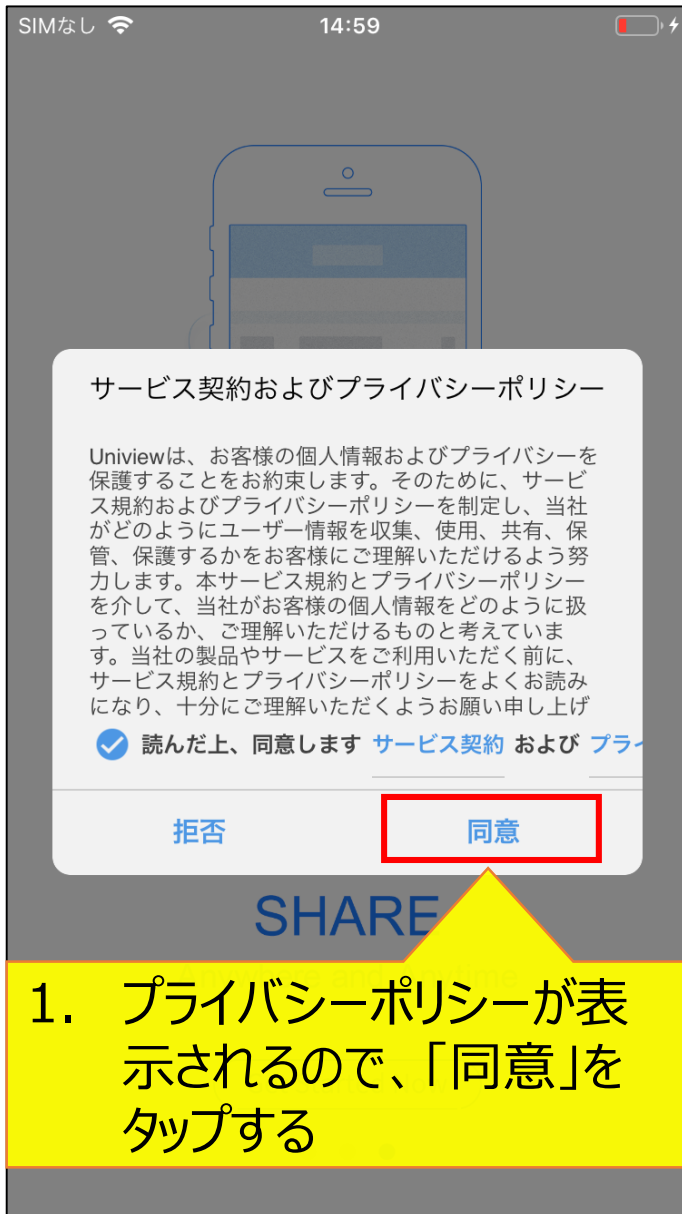 SIMなし
14:59
サービス契約およびプライバシーポリシー
Univiewは、お客様の個人情報およびプライバシーを
保護することをお約束します。そのために、サービ
ス規約およびプライバシーポリシーを制定し、当社
がどのようにユーザー情報を収集、使用、共有、保
管、保護するかをお客様にご理解いただけるよう努
力します。本サービス規約とプライバシーポリシー
を介して、当社がお客様の個人情報をどのように扱
っているか、ご理解いただけるものと考えていま
す。当社の製品やサービスをご利用いただく前に、
サービス規約とプライバシーポリシーをよくお読み
になり、十分にご理解いただくようお願い申し上げ
読んだ上、同意します サービス契約 および プライ
拒否 同意
SHARE
1. プライバシーポリシーが表
示されるので、「同意」を
タップする